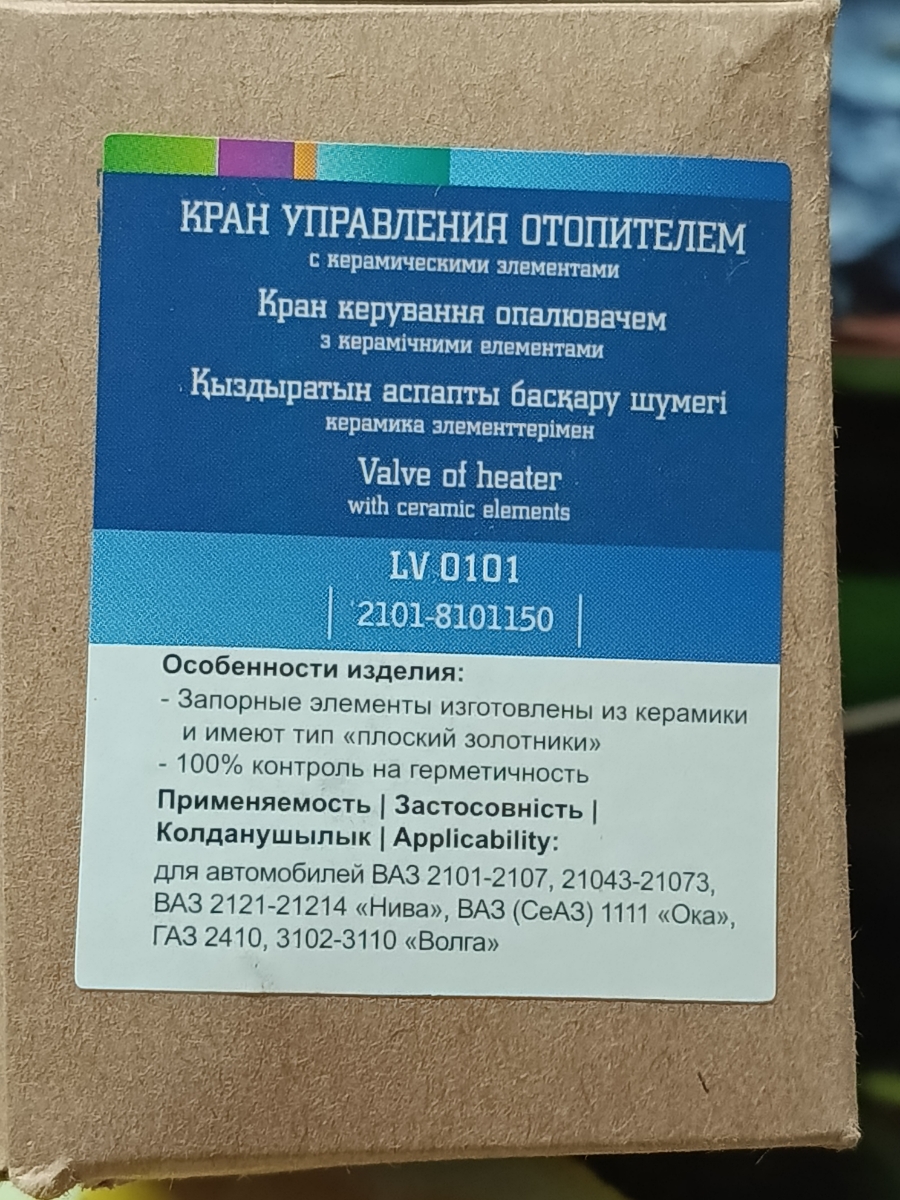 КРАН УПРАВЛЕНИЯ ОТОПИТЕЛЕМ
с керамическими элементами
Кран керування опалювачем
з керамічними елементами
Қыздыратын аспапты басқару шумегі
керамика элементтерімен
Valve of heater
with ceramic elements
LV 0101
2101-8101150
Особенности изделия:
- Запорные элементы изготовлены из керамики
и имеют тип «плоский золотники»
- 100% контроль на герметичность
Применяемость | Застосовність |
Колданушылык | Applicability:
для автомобилей ВАЗ 2101-2107, 21043-21073,
ВАЗ 2121-21214 «Нива», ВАЗ (СеАЗ) 1111 «Ока»,
ГАЗ 2410, 3102-3110 «Волга»